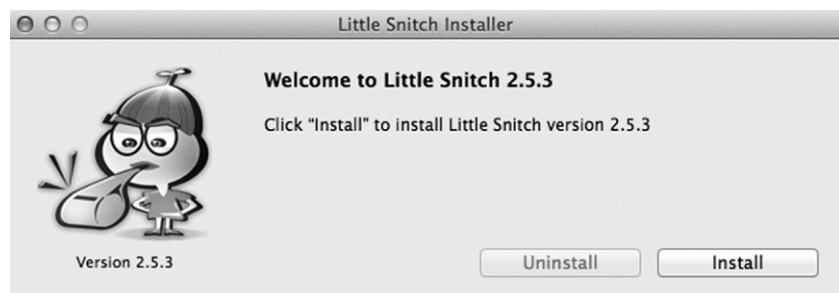 Little Snitch Installer
Welcome to Little Snitch 2.5.3
Click “Install” to install Little Snitch version 2.5.3
Version 2.5.3
Uninstall
Install